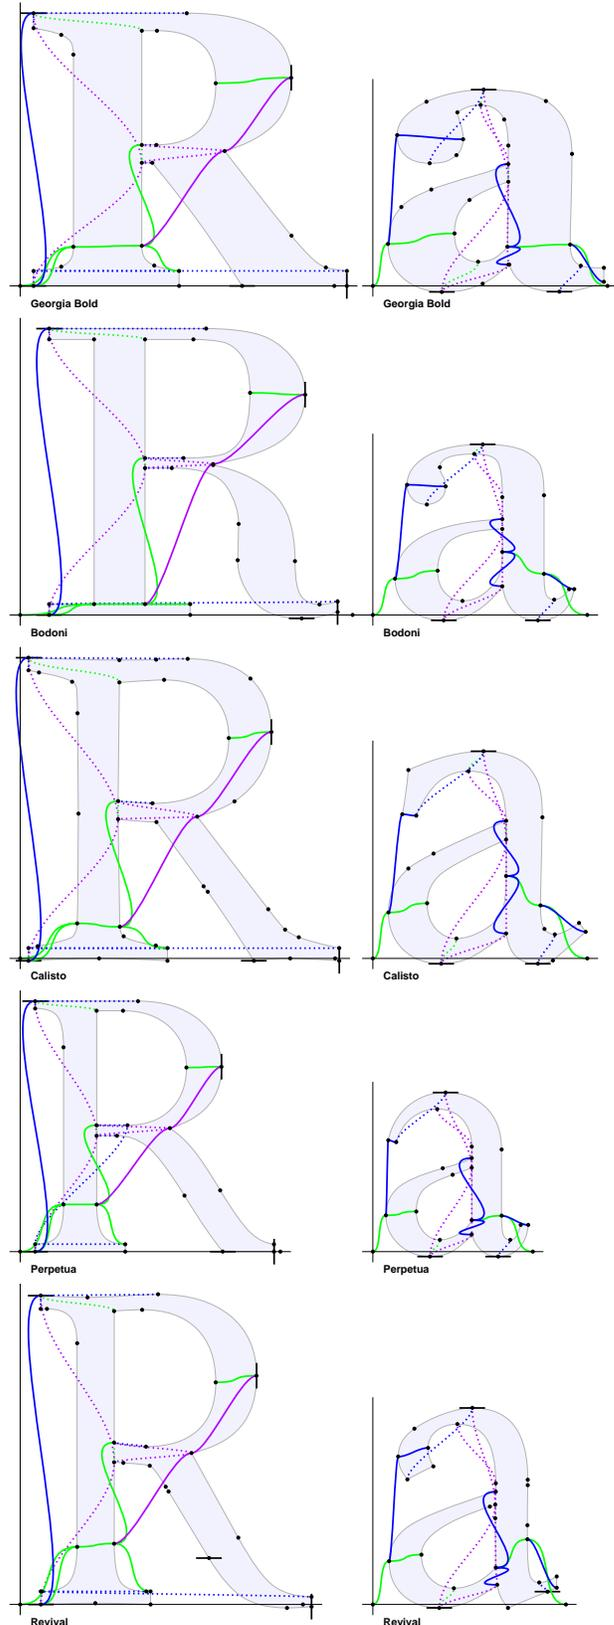 R a
Georgia Bold Georgia Bold
R a
Bodoni Bodoni
R a
Calisto Calisto
R a
Perpetua Perpetua
R a
Revival Revival